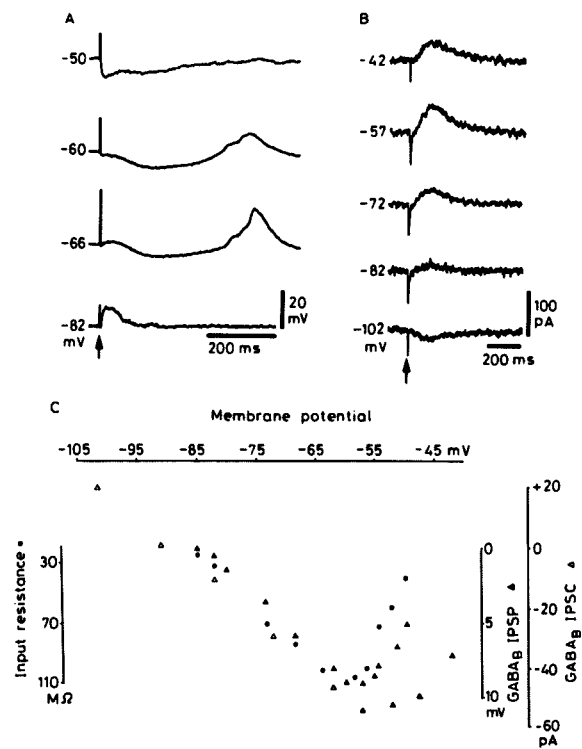 A
B
-50
-60
-66
-82
mV
20
mV
200 ms
-42
-57
-72
-82
-102
mV
100
pA
200 ms
C
Membrane potential
-105 -95 -85 -75 -65 -55 -45 mV
Input resistance •
30
70
110
MΩ
0
5
10
mV
GABAB IPSP ▲
+20
0
-20
-40
-60
pA
GABAB IPSC △